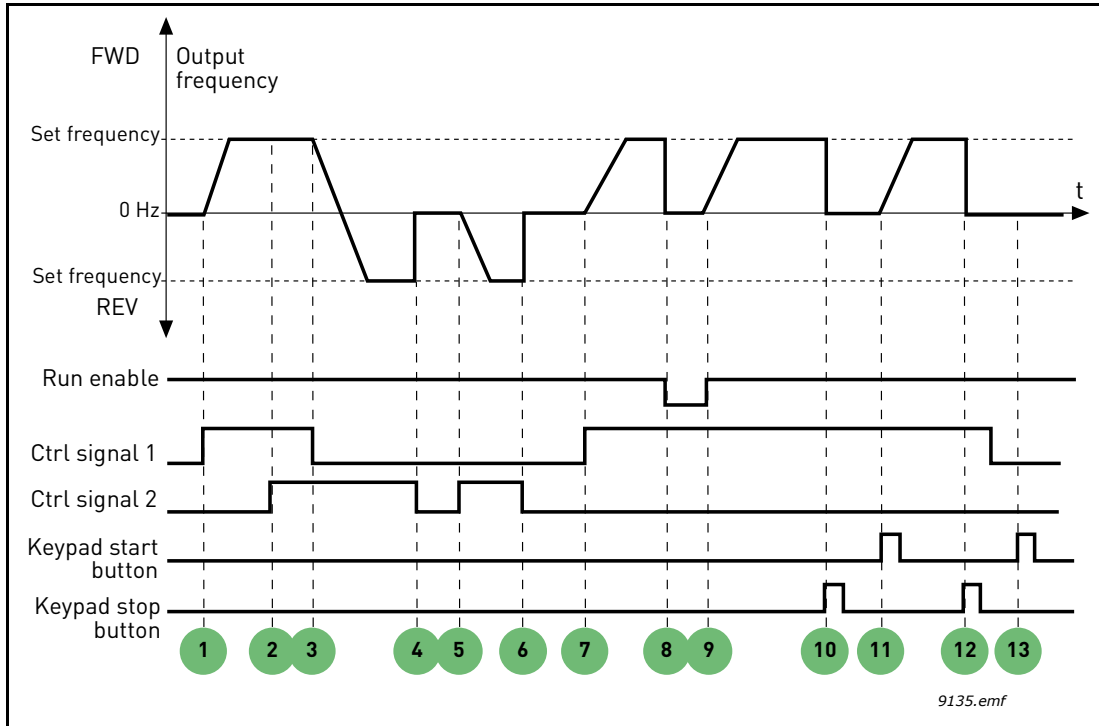 FWD
Output
frequency
Set frequency
0 Hz
t
Set frequency
REV
Run enable
Ctrl signal 1
Ctrl signal 2
Keypad start
button
Keypad stop
button
1 2 3 4 5 6 7 8 9 10 11 12 13
9135.emf